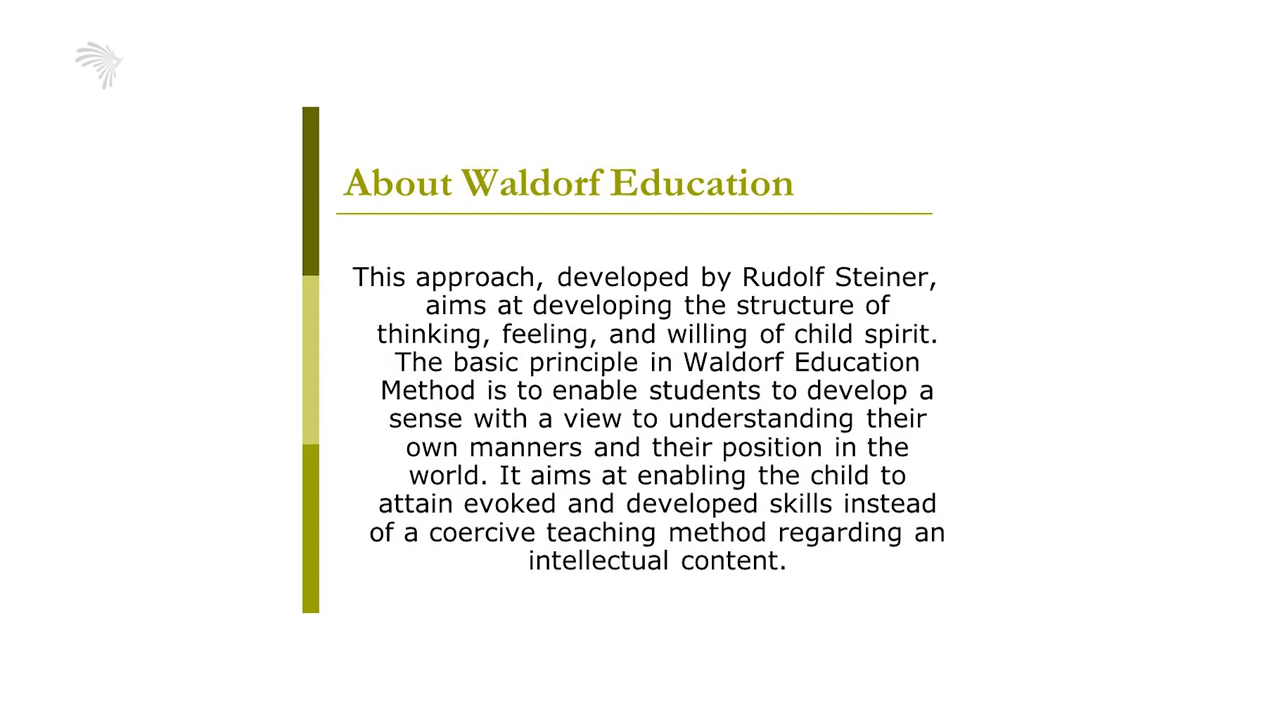 About Waldorf Education
This approach, developed by Rudolf Steiner,
aims at developing the structure of
thinking, feeling, and willing of child spirit.
The basic principle in Waldorf Education
Method is to enable students to develop a
sense with a view to understanding their
own manners and their position in the
world. It aims at enabling the child to
attain evoked and developed skills instead
of a coercive teaching method regarding an
intellectual content.